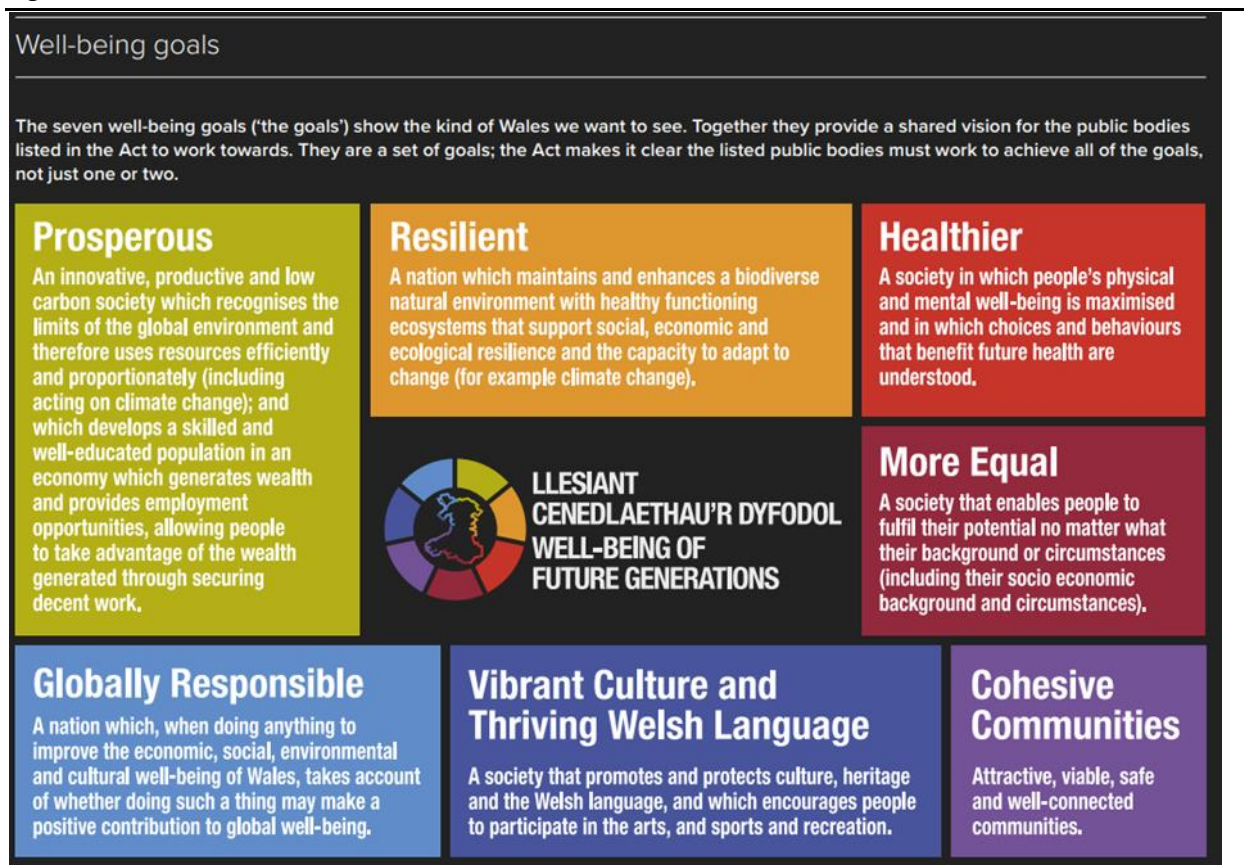 Well-being goals
The seven well-being goals (‘the goals’) show the kind of Wales we want to see. Together they provide a shared vision for the public bodies
listed in the Act to work towards. They are a set of goals; the Act makes it clear the listed public bodies must work to achieve all of the goals,
not just one or two.
Prosperous
An innovative, productive and low
carbon society which recognises the
limits of the global environment and
therefore uses resources efficiently
and proportionately (including
acting on climate change); and
which develops a skilled and
well-educated population in an
economy which generates wealth
and provides employment
opportunities, allowing people
to take advantage of the wealth
generated through securing
decent work.
Resilient
A nation which maintains and enhances a biodiverse
natural environment with healthy functioning
ecosystems that support social, economic and
ecological resilience and the capacity to adapt to
change (for example climate change).
Healthier
A society in which people’s physical
and mental well-being is maximised
and in which choices and behaviours
that benefit future health are
understood.
LLESIANT
CENEDLAETHAU’R DYFODOL
WELL-BEING OF
FUTURE GENERATIONS
More Equal
A society that enables people to
fulfil their potential no matter what
their background or circumstances
(including their socio economic
background and circumstances).
Globally Responsible
A nation which, when doing anything to
improve the economic, social, environmental
and cultural well-being of Wales, takes account
of whether doing such a thing may make a
positive contribution to global well-being.
Vibrant Culture and
Thriving Welsh Language
A society that promotes and protects culture, heritage
and the Welsh language, and which encourages people
to participate in the arts, and sports and recreation.
Cohesive
Communities
Attractive, viable, safe
and well-connected
communities.